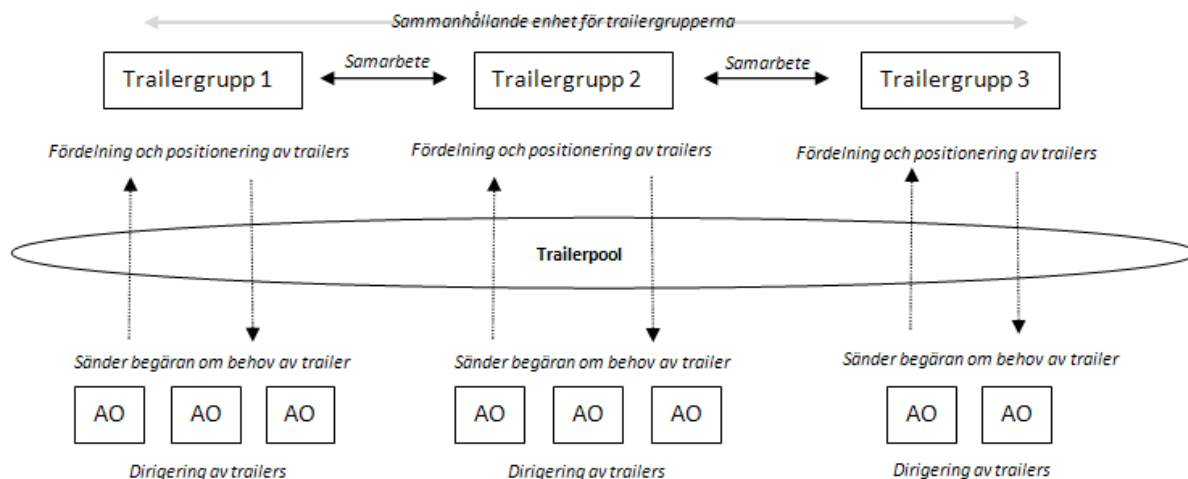 Sammanhållande enhet för trailergrupperna
Samarbete Samarbete
Trailergrupp 1 Trailergrupp 2 Trailergrupp 3
Fördelning och positionering av trailers Fördelning och positionering av trailers Fördelning och positionering av trailers
Trailerpool
Sänder begäran om behov av trailer Sänder begäran om behov av trailer Sänder begäran om behov av trailer
AO AO AO AO AO AO AO AO
Dirigering av trailers Dirigering av trailers Dirigering av trailers